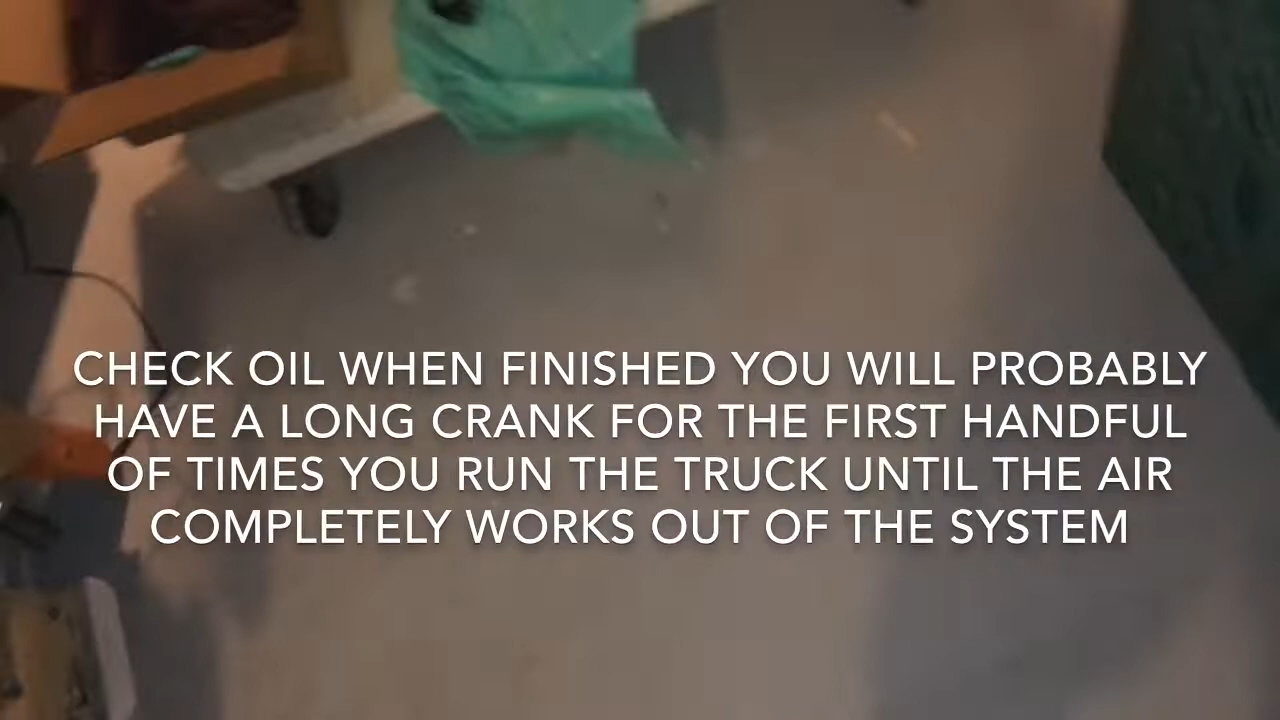 CHECK OIL WHEN FINISHED YOU WILL PROBABLY
HAVE A LONG CRANK FOR THE FIRST HANDFUL
OF TIMES YOU RUN THE TRUCK UNTIL THE AIR
COMPLETELY WORKS OUT OF THE SYSTEM